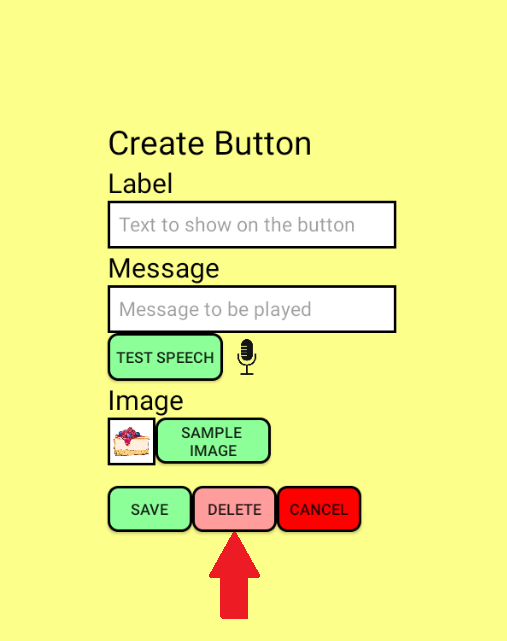 Create Button
Label
Text to show on the button
Message
Message to be played
TEST SPEECH
Image
SAMPLE
IMAGE
SAVE DELETE CANCEL